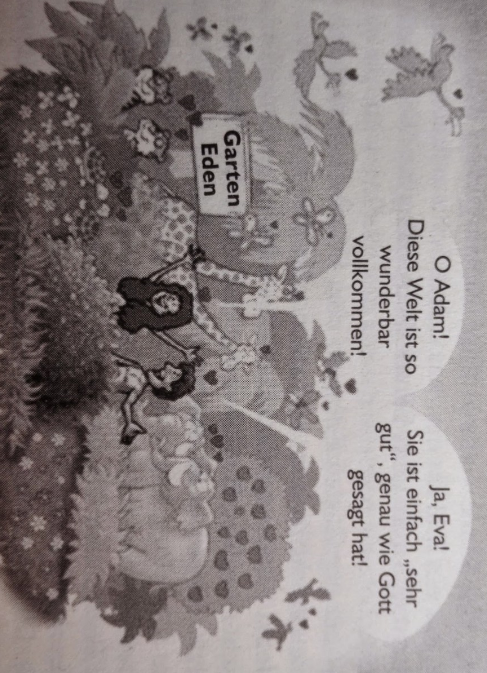 O Adam!
Diese Welt ist so
wunderbar
vollkommen!
Ja, Eva!
Sie ist einfach „sehr
gut“, genau wie Gott
gesagt hat!
Garten
Eden